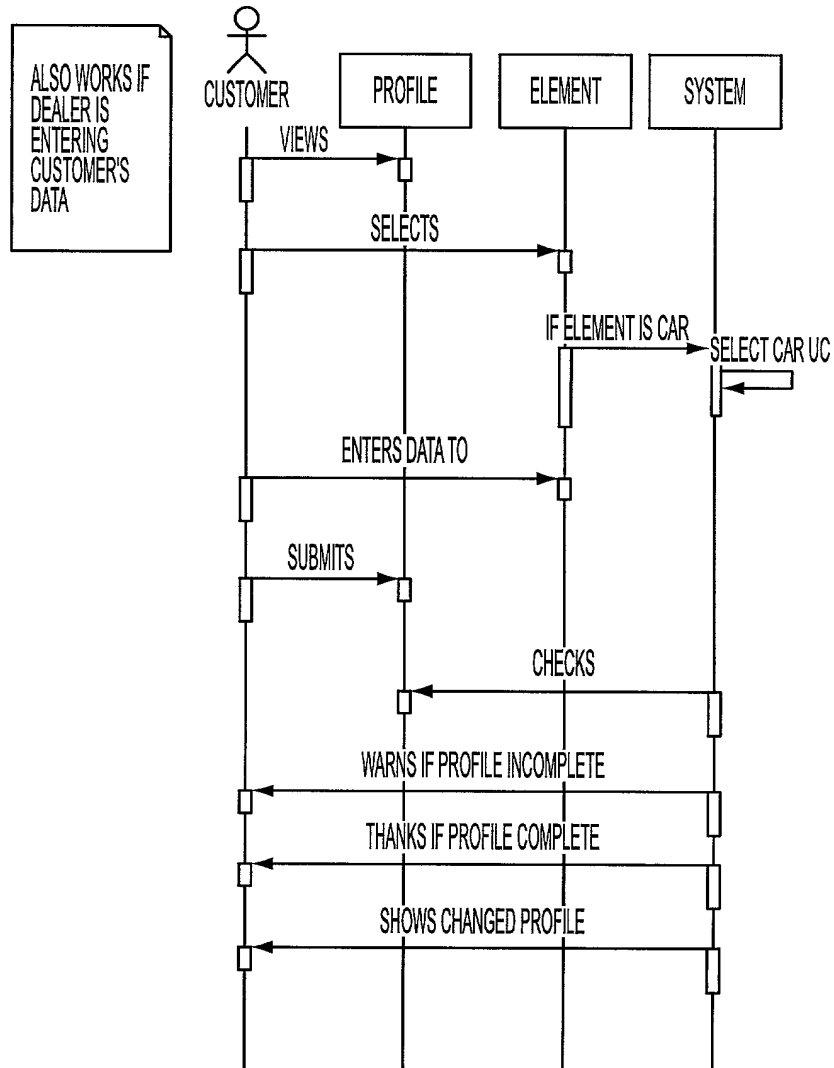 ALSO WORKS IF
DEALER IS
ENTERING
CUSTOMER'S
DATA
CUSTOMER
PROFILE
ELEMENT
SYSTEM
VIEWS
SELECTS
IF ELEMENT IS CAR
SELECT CAR UC
ENTERS DATA TO
SUBMITS
CHECKS
WARNS IF PROFILE INCOMPLETE
THANKS IF PROFILE COMPLETE
SHOWS CHANGED PROFILE